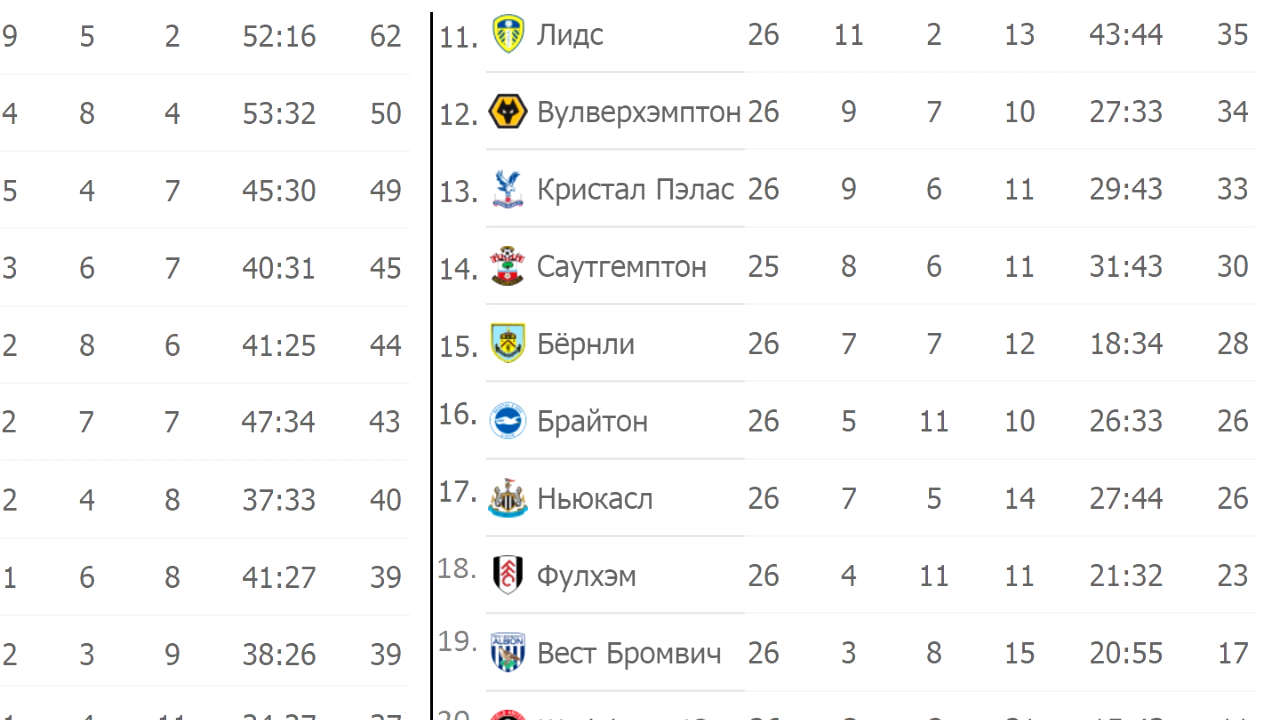 9 5 2 52:16 62
4 8 4 53:32 50
5 4 7 45:30 49
3 6 7 40:31 45
2 8 6 41:25 44
2 7 7 47:34 43
2 4 8 37:33 40
1 6 8 41:27 39
2 3 9 38:26 39
11. Лидс 26 11 2 13 43:44 35
12. Вулверхэмптон 26 9 7 10 27:33 34
13. Кристал Пэлас 26 9 6 11 29:43 33
14. Саутгемптон 25 8 6 11 31:43 30
15. Бёрнли 26 7 7 12 18:34 28
16. Брайтон 26 5 11 10 26:33 26
17. Ньюкасл 26 7 5 14 27:44 26
18. Фулхэм 26 4 11 11 21:32 23
19. ALBION Вест Бромвич 26 3 8 15 20:55 17
20.